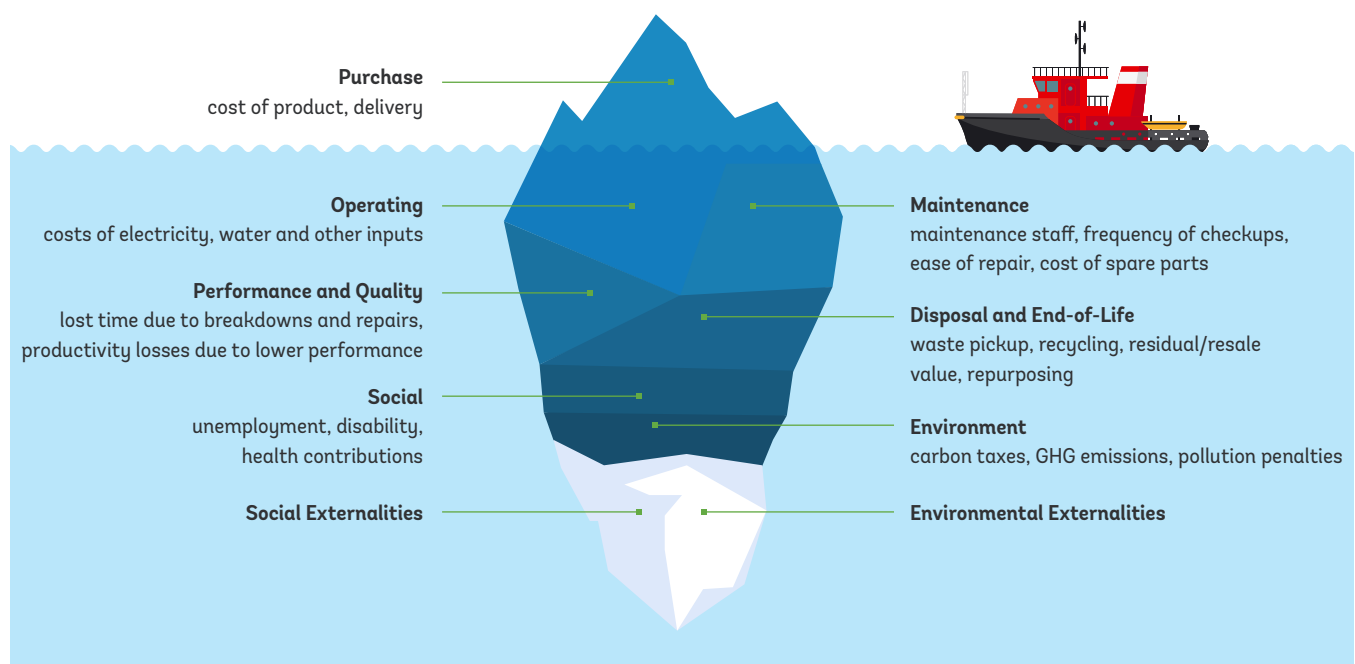 Purchase
cost of product, delivery
Operating
costs of electricity, water and other inputs
Performance and Quality
lost time due to breakdowns and repairs,
productivity losses due to lower performance
Social
unemployment, disability,
health contributions
Social Externalities
Maintenance
maintenance staff, frequency of checkups,
ease of repair, cost of spare parts
Disposal and End-of-Life
waste pickup, recycling, residual/resale
value, repurposing
Environment
carbon taxes, GHG emissions, pollution penalties
Environmental Externalities